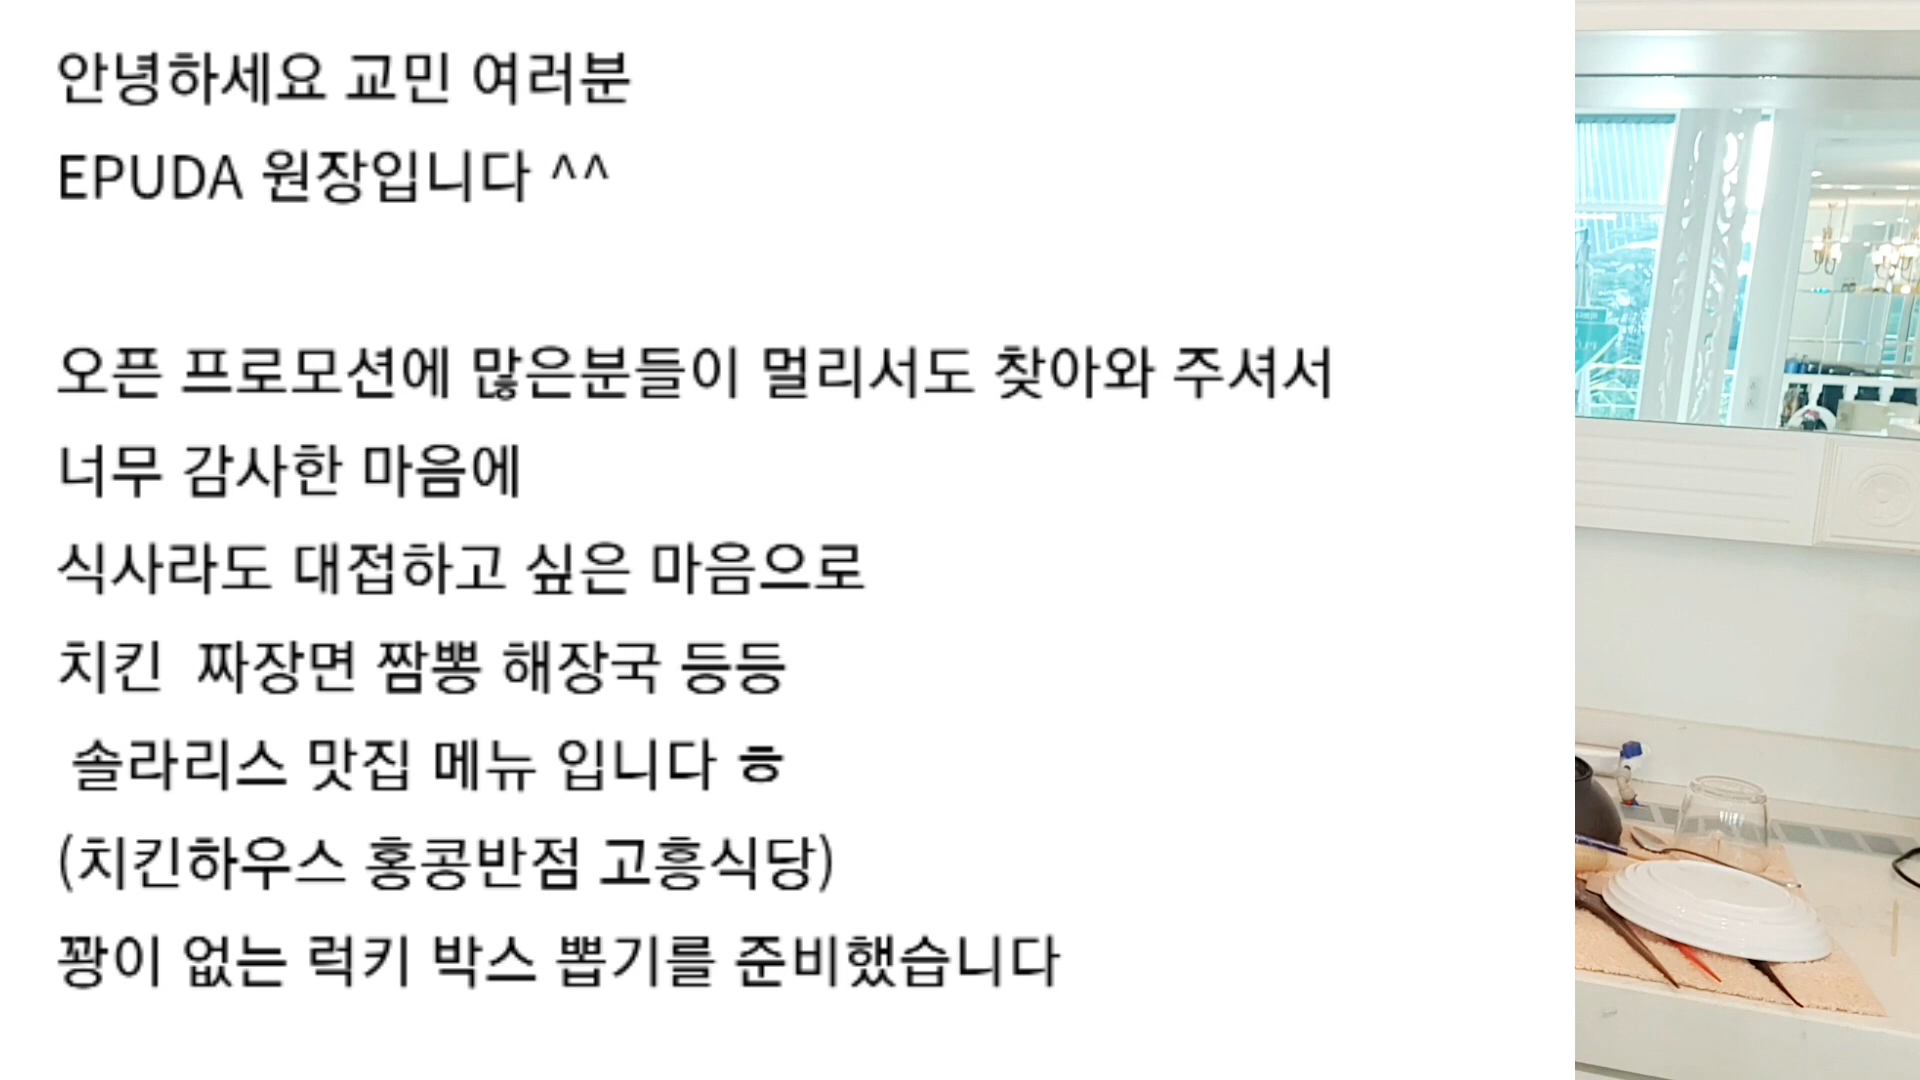 안녕하세요 교민 여러분
EPUDA 원장입니다 ^^
오픈 프로모션에 많은분들이 멀리서도 찾아와 주셔서
너무 감사한 마음에
식사라도 대접하고 싶은 마음으로
치킨  짜장면 짬뽕 해장국 등등
솔라리스 맛집 메뉴 입니다 ㅎ
(치킨하우스 홍콩반점 고흥식당)
꽝이 없는 럭키 박스 뽑기를 준비했습니다